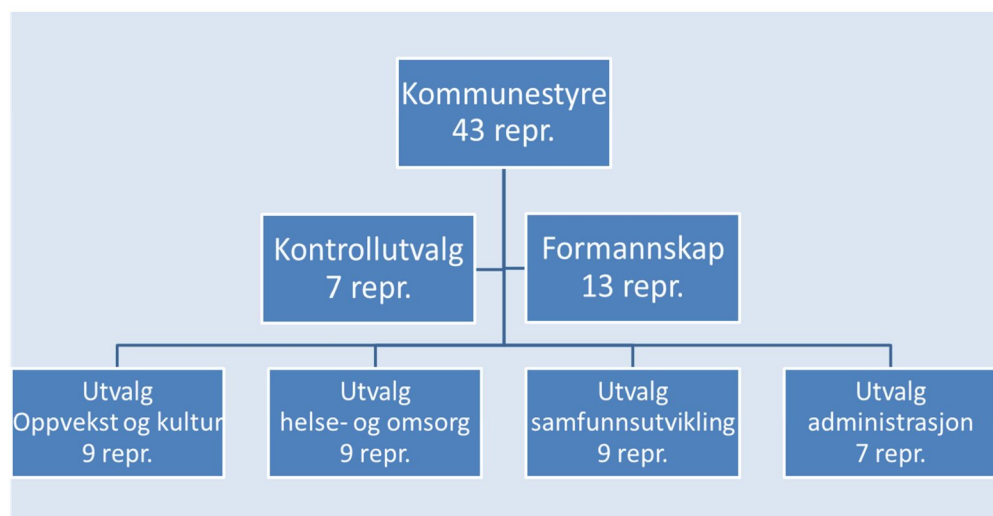 Kommunestyre
43 repr.
Kontrollutvalg
7 repr.
Formannskap
13 repr.
Utvalg
Oppvekst og kultur
9 repr.
Utvalg
helse- og omsorg
9 repr.
Utvalg
samfunnsutvikling
9 repr.
Utvalg
administrasjon
7 repr.